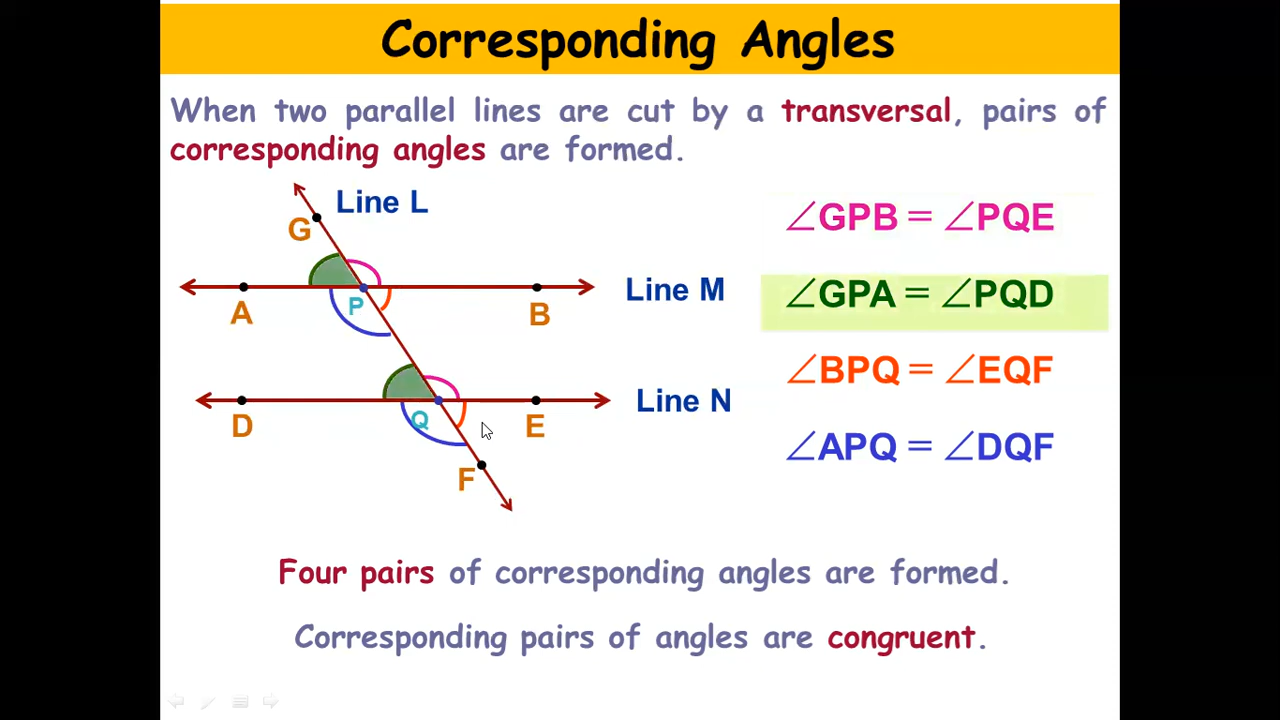 Corresponding Angles
When two parallel lines are cut by a transversal, pairs of
corresponding angles are formed.
Line L
G
A
P
B
Line M
D
Q
E
Line N
F
∠GPB = ∠PQE
∠GPA = ∠PQD
∠BPQ = ∠EQF
∠APQ = ∠DQF
Four pairs of corresponding angles are formed.
Corresponding pairs of angles are congruent.